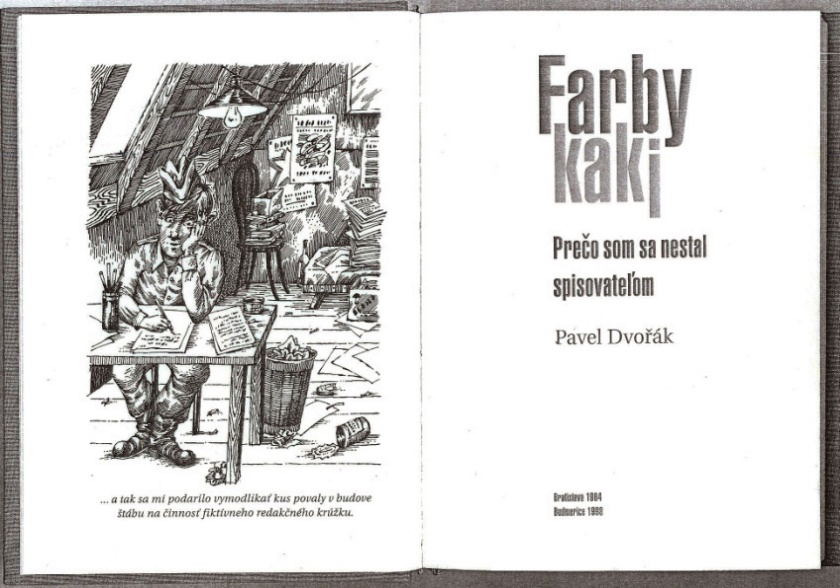 ... a tak sa mi podarilo vymodlikať kus povaly v budove
štábu na činnosť fiktívneho redakčného krúžku.
Farby
kaki
Prečo som sa nestal
spisovateľom
Pavel Dvořák
Bratislava 1984
Budmerice 1998